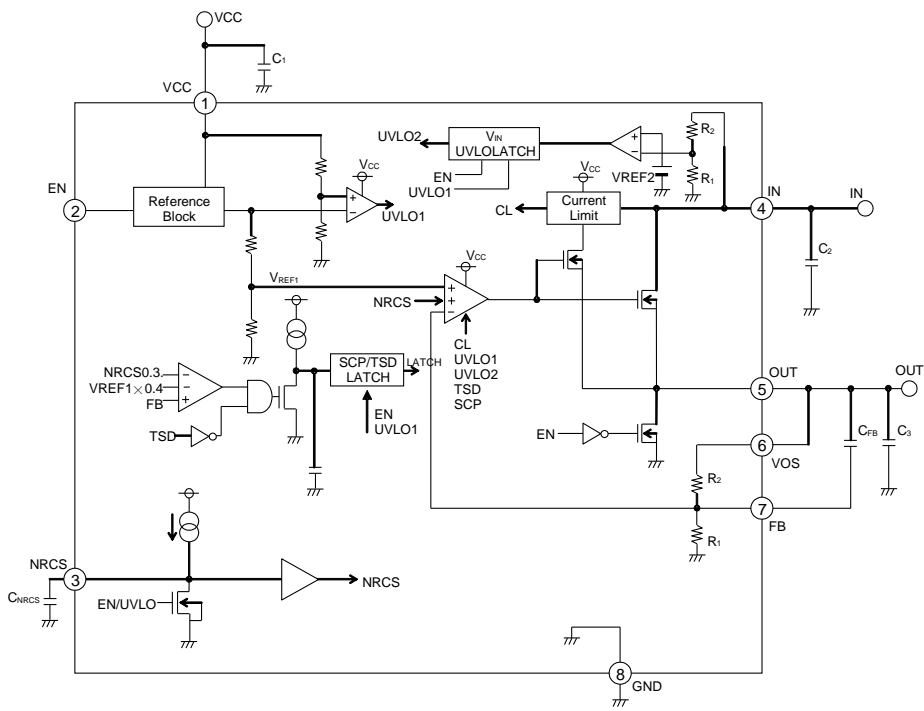 VCC
C1
VCC
1
UVLO2
VIN
UVLOLATCH
R2
R1
EN
UVLO1
VREF2
VCC
EN
2
Reference
Block
VCC
UVLO1
CL
Current
Limit
IN
4
IN
C2
VREF1
VCC
NRCS
CL
UVLO1
UVLO2
TSD
SCP
NRCS0.3.
VREF1×0.4
FB
TSD
SCP/TSD
LATCH
LATCH
EN
UVLO1
OUT
5
OUT
EN
6
VOS
CFB
C3
R2
7
FB
R1
NRCS
3
CNRCS
NRCS
EN/UVLO
8
GND